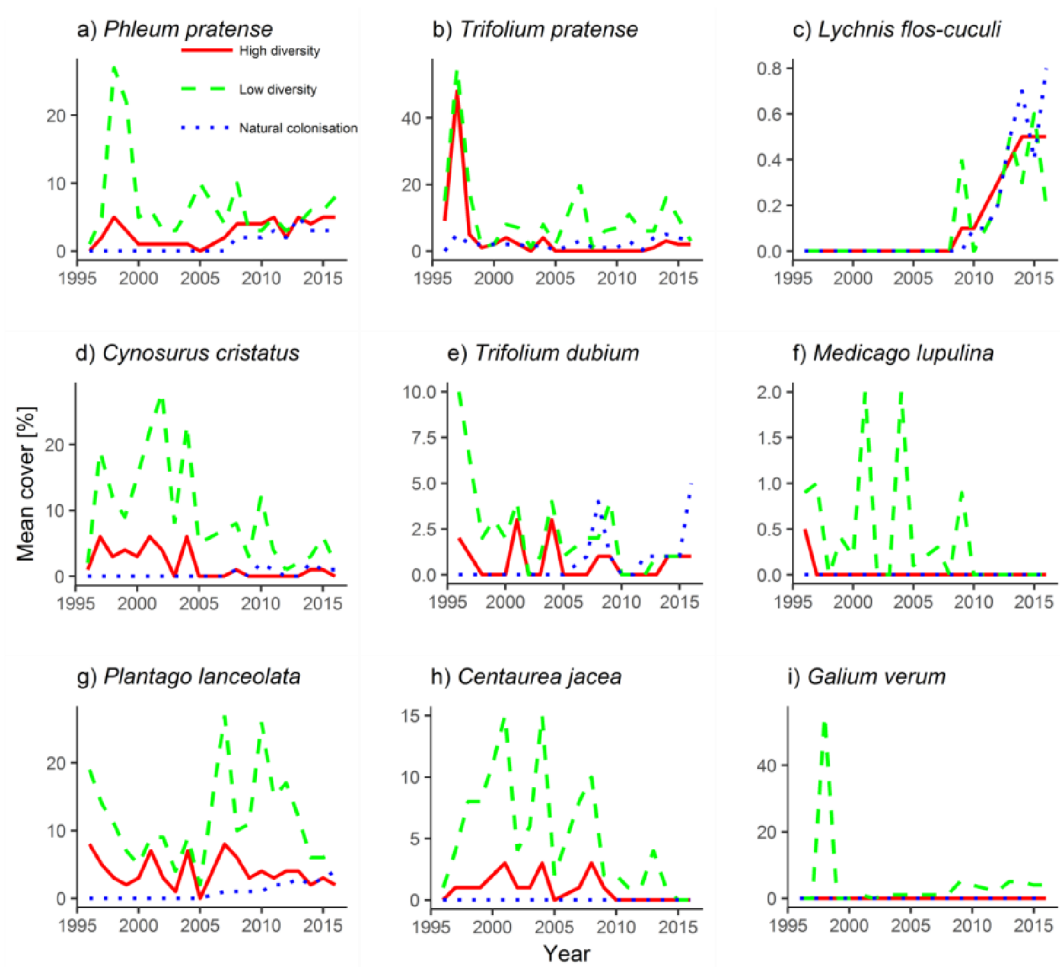 a) Phleum pratense
High diversity
Low diversity
Natural colonisation
20
10
0
1995 2000 2005 2010 2015
b) Trifolium pratense
40
20
0
1995 2000 2005 2010 2015
c) Lychnis flos-cuculi
0.8
0.6
0.4
0.2
0.0
1995 2000 2005 2010 2015
Mean cover [%]
d) Cynosurus cristatus
20
10
0
1995 2000 2005 2010 2015
e) Trifolium dubium
10.0
7.5
5.0
2.5
0.0
1995 2000 2005 2010 2015
f) Medicago lupulina
2.0
1.5
1.0
0.5
0.0
1995 2000 2005 2010 2015
g) Plantago lanceolata
20
10
0
1995 2000 2005 2010 2015
h) Centaurea jacea
15
10
5
0
1995 2000 2005 2010 2015
i) Galium verum
40
20
0
1995 2000 2005 2010 2015
Year